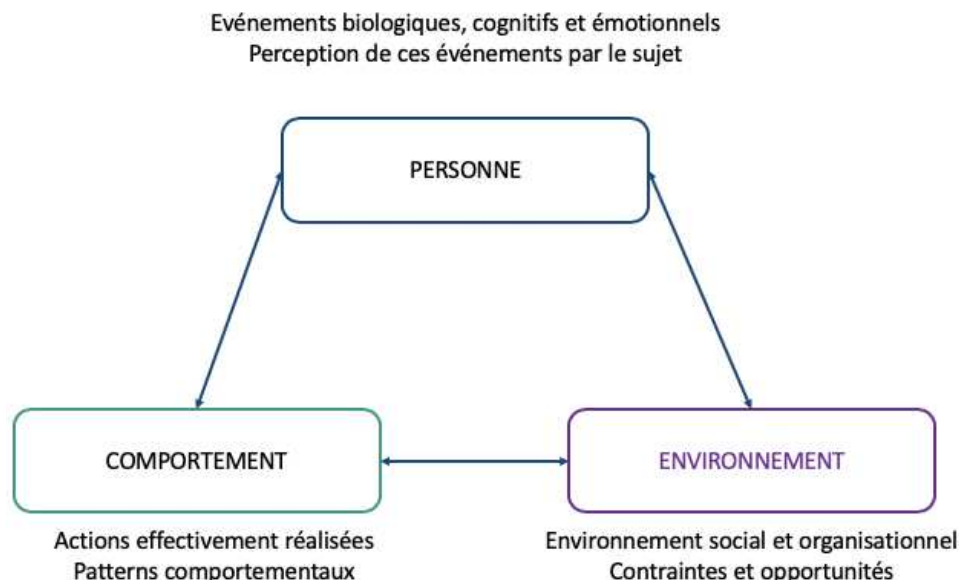 Evénements biologiques, cognitifs et émotionnels
Perception de ces événements par le sujet
PERSONNE
COMPORTEMENT
ENVIRONNEMENT
Actions effectivement réalisées
Patterns comportementaux
Environnement social et organisationnel
Contraintes et opportunités